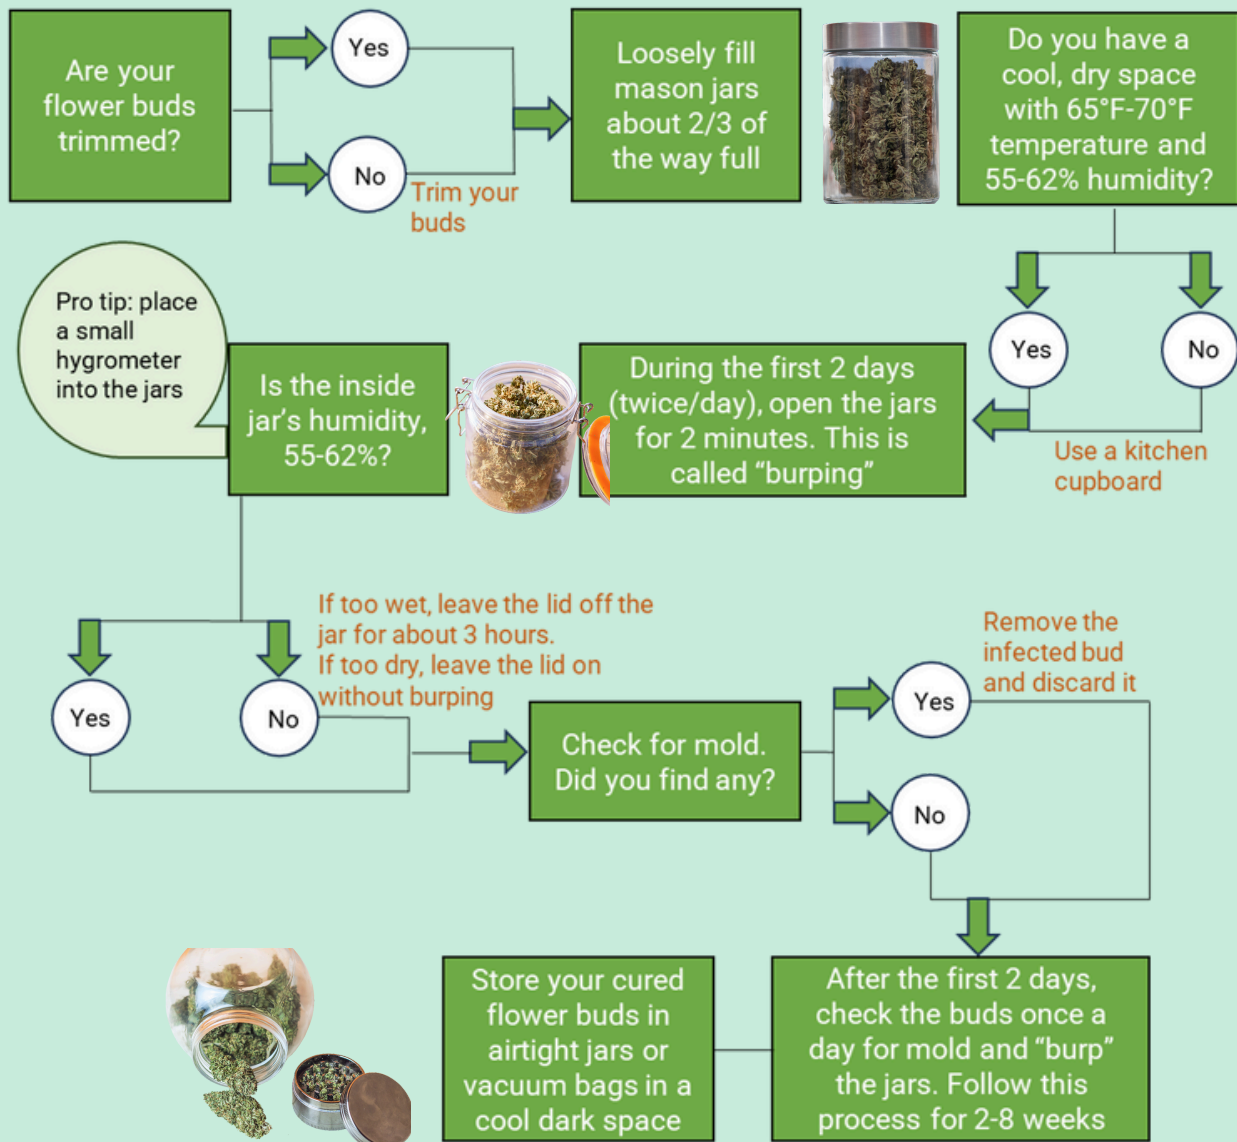 Are your
flower buds
trimmed?
Yes
No
Trim your
buds
Loosely fill
mason jars
about 2/3 of
the way full
Do you have a
cool, dry space
with 65°F-70°F
temperature and
55-62% humidity?
Yes
No
Use a kitchen
cupboard
During the first 2 days
(twice/day), open the jars
for 2 minutes. This is
called “burping”
Pro tip: place
a small
hygrometer
into the jars
Is the inside
jar’s humidity,
55-62%?
Yes
No
If too wet, leave the lid off the
jar for about 3 hours.
If too dry, leave the lid on
without burping
Check for mold.
Did you find any?
Yes
No
Remove the
infected bud
and discard it
After the first 2 days,
check the buds once a
day for mold and “burp”
the jars. Follow this
process for 2-8 weeks
Store your cured
flower buds in
airtight jars or
vacuum bags in a
cool dark space